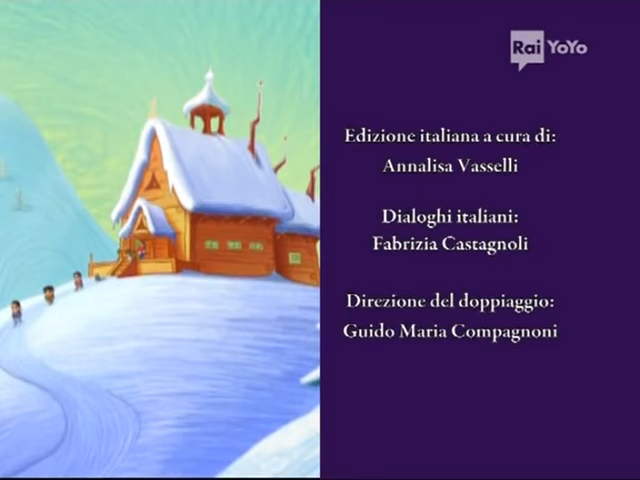 Rai YoYo
Edizione italiana a cura di:
Annalisa Vasselli
Dialoghi italiani:
Fabrizia Castagnoli
Direzione del doppiaggio:
Guido Maria Compagnoni